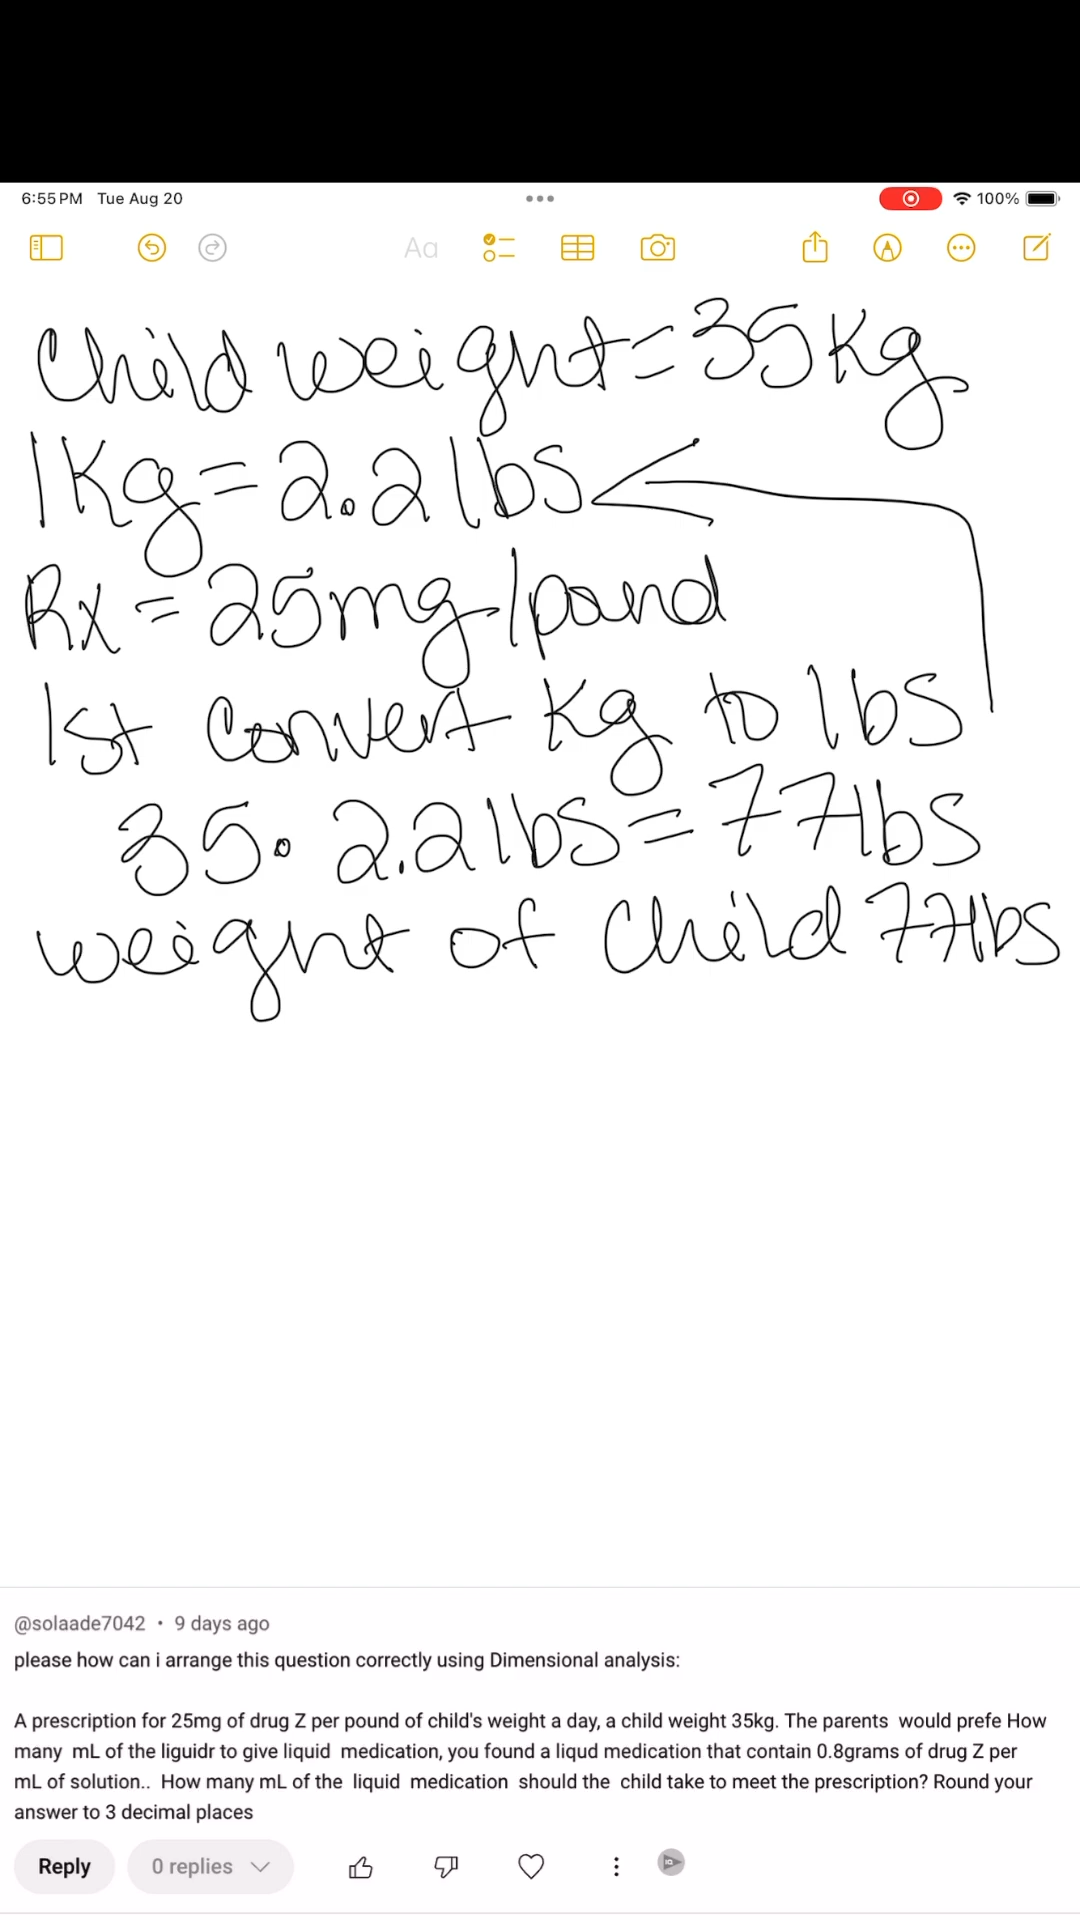 6:55 PM Tue Aug 20
100%
Aa
Child weight=35Kg
1Kg=2.2lbs
Rx=25mg/pound
1st Convert Kg to lbs
35. 2.2lbs=77lbs
weight of Child 77lbs
@solaade7042 • 9 days ago
please how can i arrange this question correctly using Dimensional analysis:
A prescription for 25mg of drug Z per pound of child's weight a day, a child weight 35kg. The parents would prefe How
many mL of the liguidr to give liquid medication, you found a liqud medication that contain 0.8grams of drug Z per
mL of solution.. How many mL of the liquid medication should the child take to meet the prescription? Round your
answer to 3 decimal places
Reply
0 replies